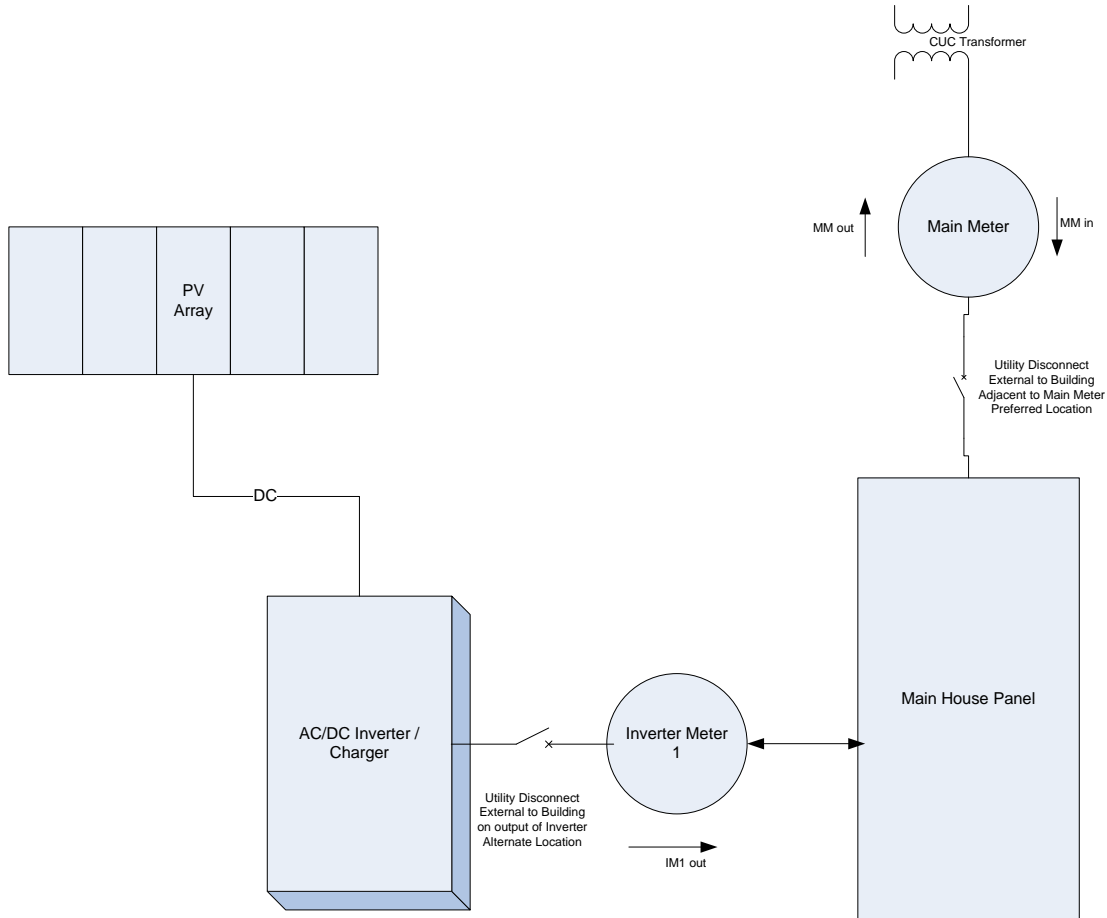 CUC Transformer
MM out
Main Meter
MM in
PV
Array
Utility Disconnect
External to Building
Adjacent to Main Meter
Preferred Location
DC
AC/DC Inverter /
Charger
Utility Disconnect
External to Building
on output of Inverter
Alternate Location
Inverter Meter
1
IM1 out
Main House Panel